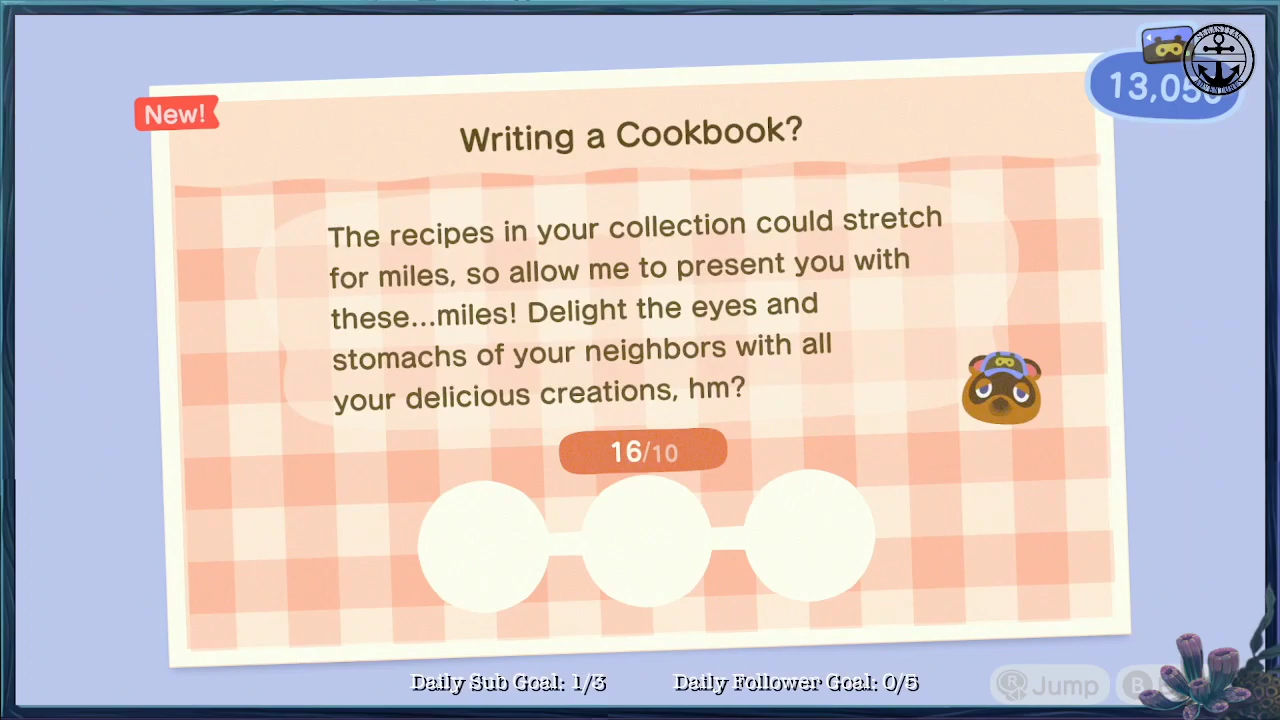 New!
Writing a Cookbook?
The recipes in your collection could stretch
for miles, so allow me to present you with
these...miles! Delight the eyes and
stomachs of your neighbors with all
your delicious creations, hm?
16/10
Daily Sub Goal: 1/3
Daily Follower Goal: 0/5
R Jump
B